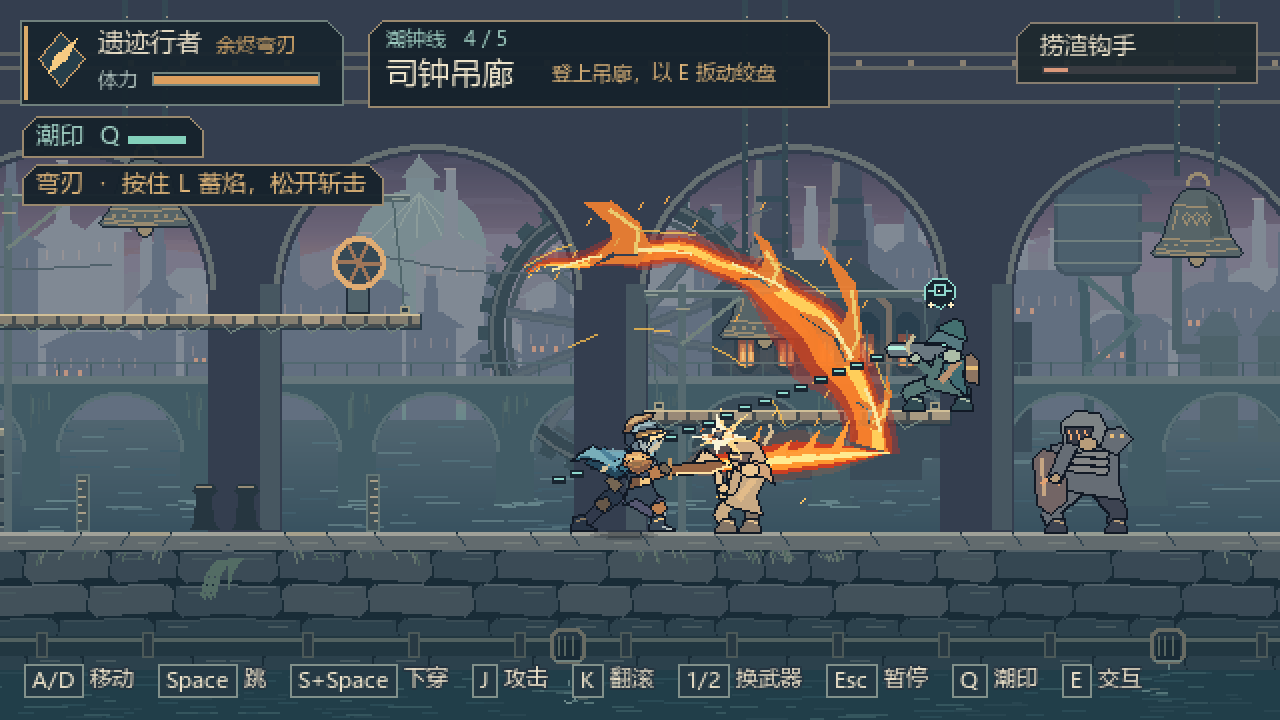 遗迹行者 余烬弯刃
体力
潮钟线 4/5
司钟吊廊 登上吊廊，以 E 扳动绞盘
捞渣钩手
潮印 Q
弯刃 · 按住 L 蓄焰，松开斩击
A/D 移动 Space 跳 S+Space 下穿 J 攻击 K 翻滚 1/2 换武器 Esc 暂停 Q 潮印 E 交互